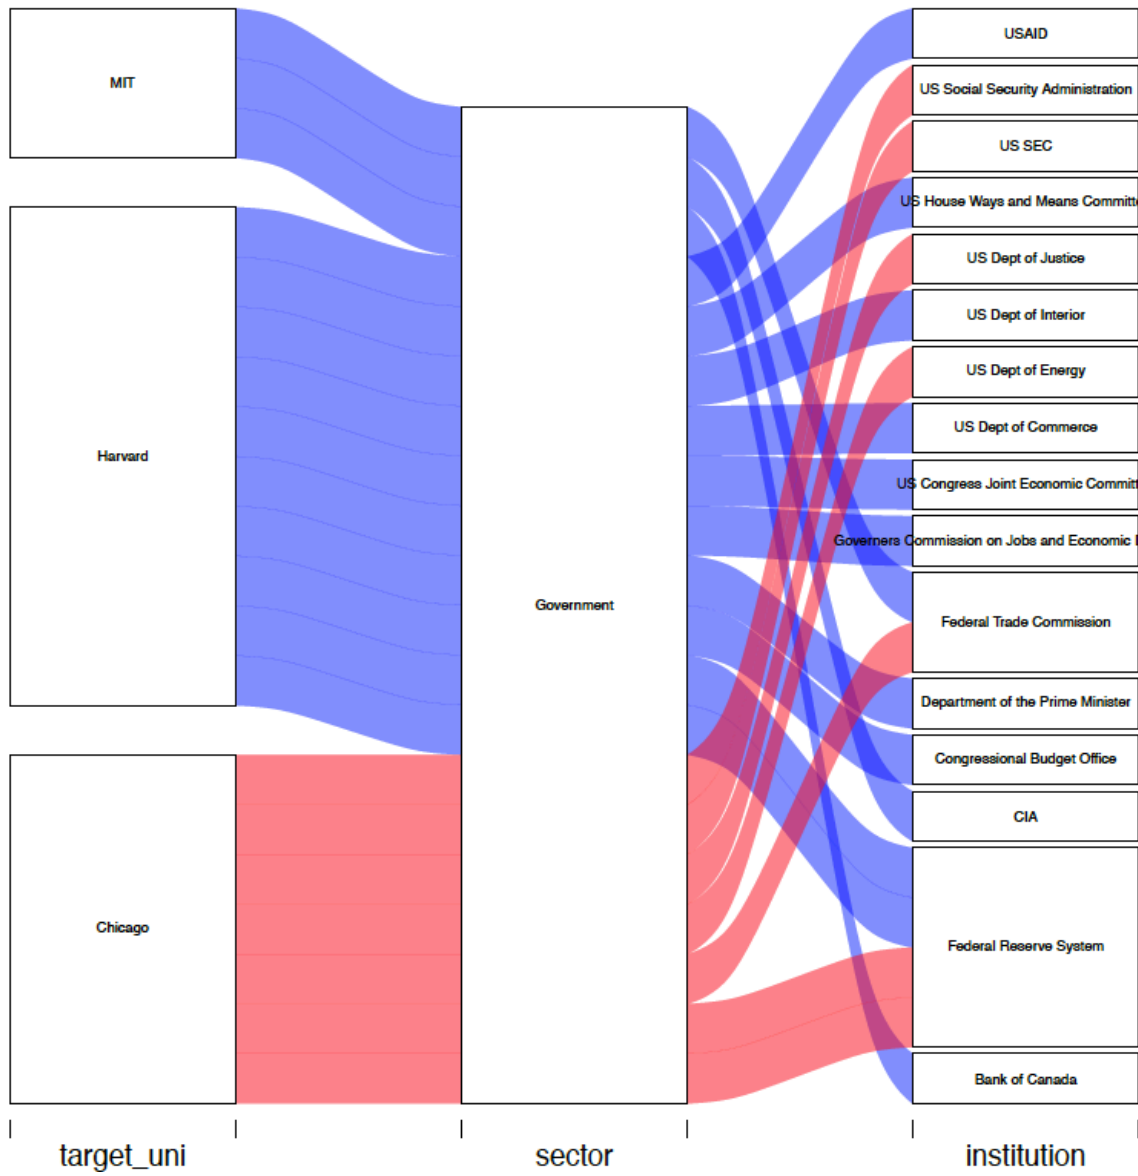 MIT
Harvard
Chicago
Government
USAID
US Social Security Administration
US SEC
US House Ways and Means Committe
US Dept of Justice
US Dept of Interior
US Dept of Energy
US Dept of Commerce
US Congress Joint Economic Committ
Governers Commission on Jobs and Economic
Federal Trade Commission
Department of the Prime Minister
Congressional Budget Office
CIA
Federal Reserve System
Bank of Canada
target_uni
sector
institution